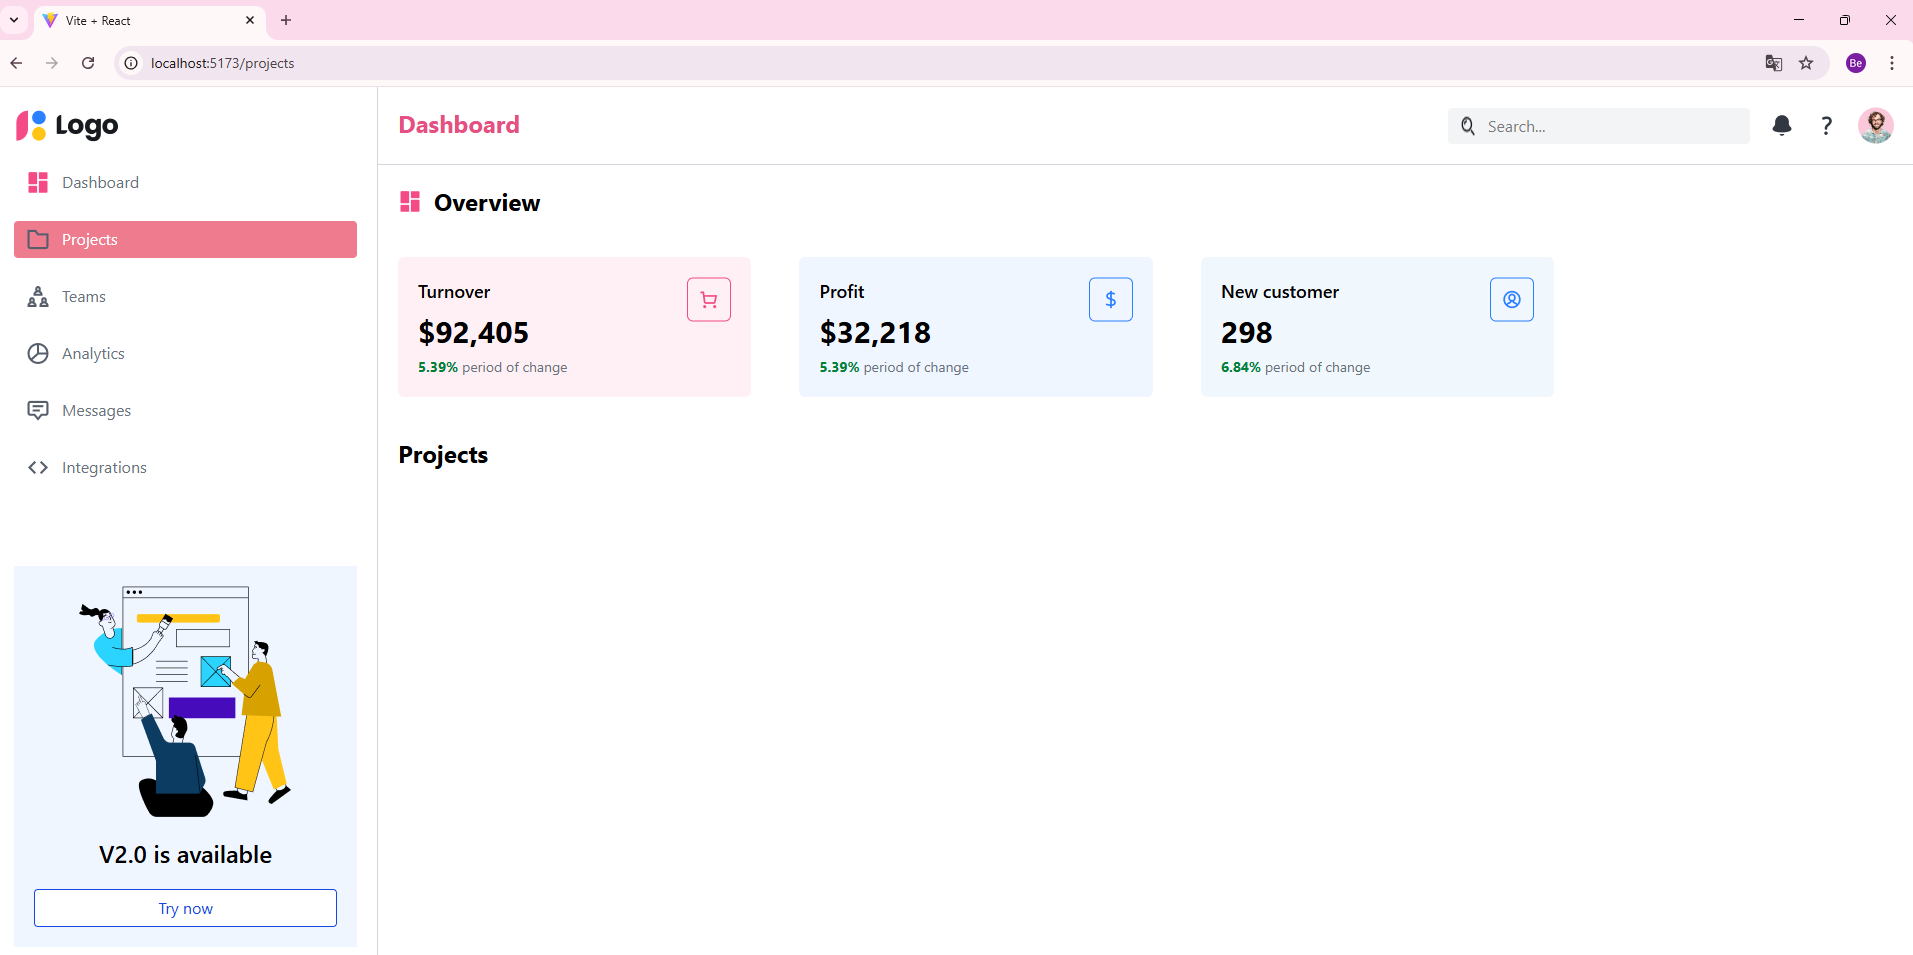 Vite + React
localhost:5173/projects
Be
Logo
Dashboard
Search...
?
Dashboard
Projects
Teams
Analytics
Messages
Integrations
Overview
Turnover
$92,405
5.39% period of change
Profit
$32,218
5.39% period of change
$
New customer
298
6.84% period of change
Projects
V2.0 is available
Try now